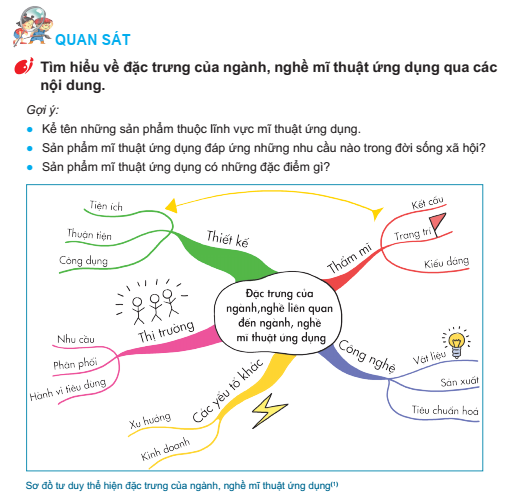 QUAN SÁT
Tìm hiểu về đặc trưng của ngành, nghề mĩ thuật ứng dụng qua các
nội dung.
Gợi ý:
Kể tên những sản phẩm thuộc lĩnh vực mĩ thuật ứng dụng.
Sản phẩm mĩ thuật ứng dụng đáp ứng những nhu cầu nào trong đời sống xã hội?
Sản phẩm mĩ thuật ứng dụng có những đặc điểm gì?
Tiện ích
Thuận tiện
Công dụng
Thiết kế
Kết cấu
Trang trí
Kiểu dáng
Thẩm mĩ
Đặc trưng của
ngành,nghề liên quan
đến ngành, nghề
mĩ thuật ứng dụng
Thị trường
Nhu cầu
Phân phối
Hành vi tiêu dùng
Công nghệ
Vật liệu
Sản xuất
Tiêu chuẩn hoá
Các yếu tố khác
Xu hướng
Kinh doanh
Sơ đồ tư duy thể hiện đặc trưng của ngành, nghề mĩ thuật ứng dụng(1)